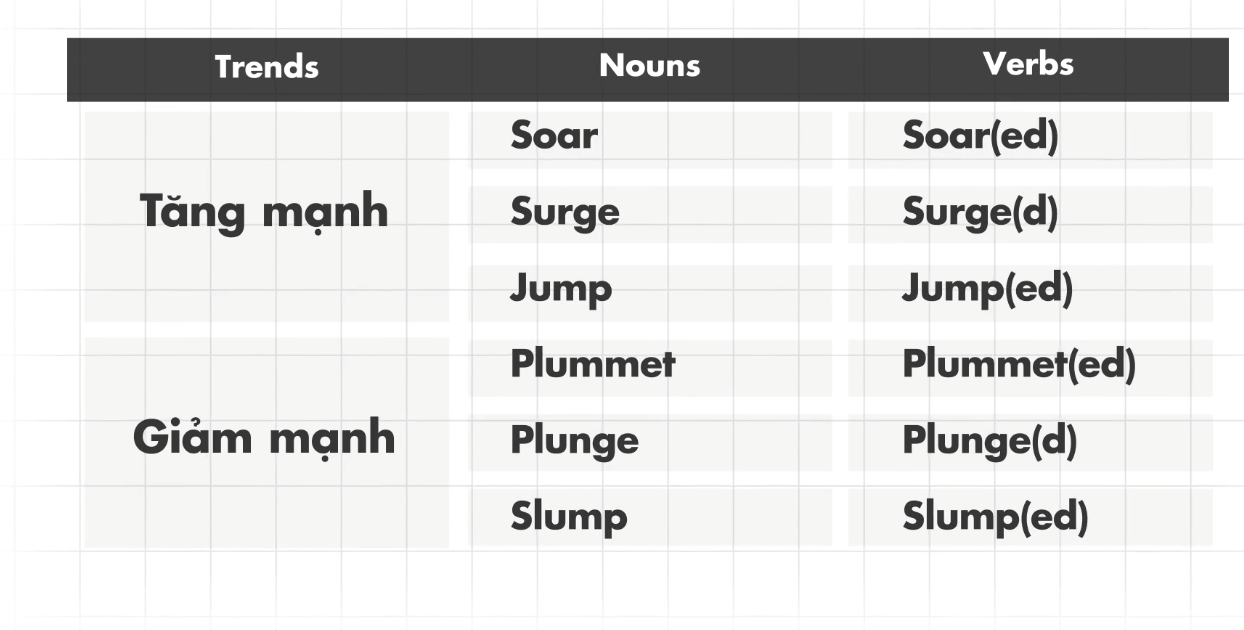 Trends Nouns Verbs
Soar Soar(ed)
Tăng mạnh Surge Surge(d)
Jump Jump(ed)
Plummet Plummet(ed)
Giảm mạnh Plunge Plunge(d)
Slump Slump(ed)